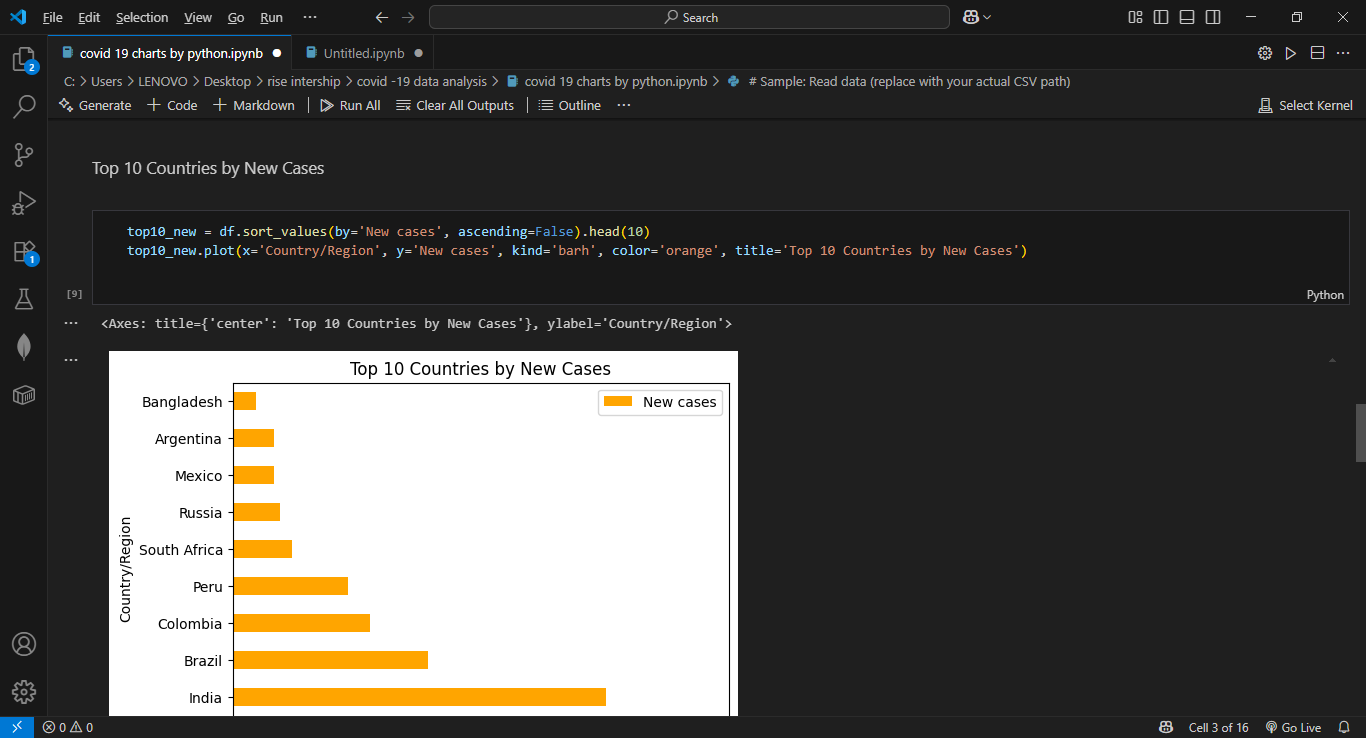 File Edit Selection View Go Run ··· Search
covid 19 charts by python.ipynb Untitled.ipynb
C: > Users > LENOVO > Desktop > rise intership > covid -19 data analysis > covid 19 charts by python.ipynb > # Sample: Read data (replace with your actual CSV path)
Generate + Code + Markdown | Run All Clear All Outputs | Outline ··· Select Kernel
2
1
Top 10 Countries by New Cases
top10_new = df.sort_values(by='New cases', ascending=False).head(10)
top10_new.plot(x='Country/Region', y='New cases', kind='barh', color='orange', title='Top 10 Countries by New Cases')
[9] Python
<Axes: title={'center': 'Top 10 Countries by New Cases'}, ylabel='Country/Region'>
Top 10 Countries by New Cases
New cases
Bangladesh
Argentina
Mexico
Russia
South Africa
Peru
Colombia
Brazil
India
Country/Region
0 0 Cell 3 of 16 Go Live